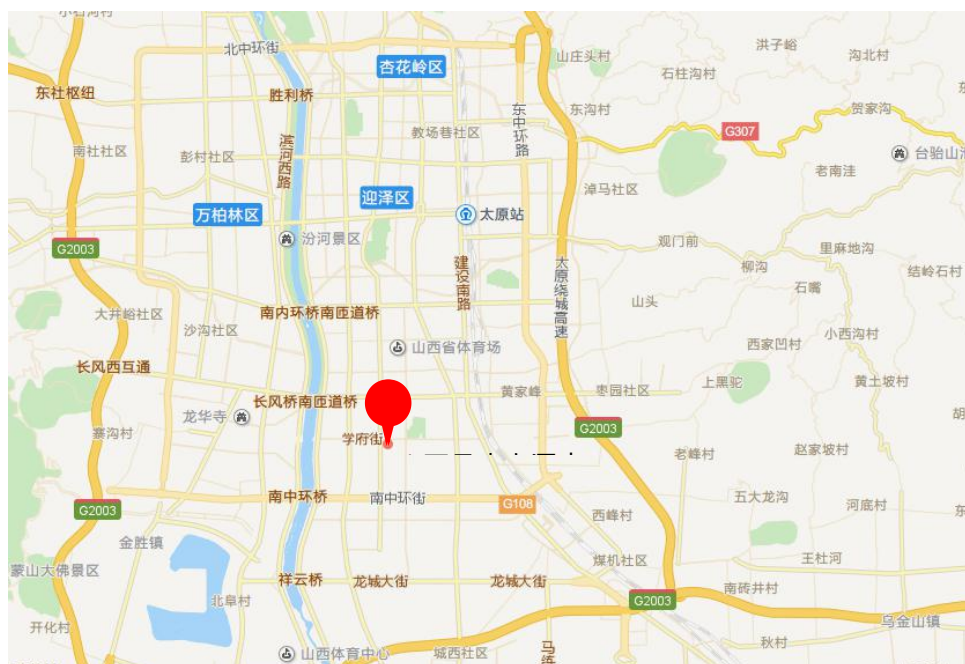 北中环街
山庄头村
洪子峪
沟北村
杏花岭区
石柱沟村
东社枢纽
胜利桥
东中环路
东沟村
贺家沟
教场巷社区
G307
滨河西路
南社社区
彭村社区
台骀山
老南洼
淖马社区
迎泽区
万柏林区
太原站
汾河景区
观门前
里麻地沟
G2003
建设南路
太原绕城高速
柳沟
结岭石村
石嘴
山头
大井峪社区
南内环桥南匝道桥
沙沟社区
小西沟村
山西省体育场
西家凹村
长风西互通
黄家峰
枣园社区
上黑驼
黄土坡村
长风桥南匝道桥
龙华寺
G2003
寨沟村
学府街
老峰村
赵家坡村
南中环桥
南中环街
G108
五大龙沟
河底村
G2003
西峰村
金胜镇
煤机社区
王杜河
蒙山大佛景区
祥云桥
龙城大街
龙城大街
南砖井村
北阜村
G2003
乌金山镇
开化村
秋村
山西体育中心
城西社区